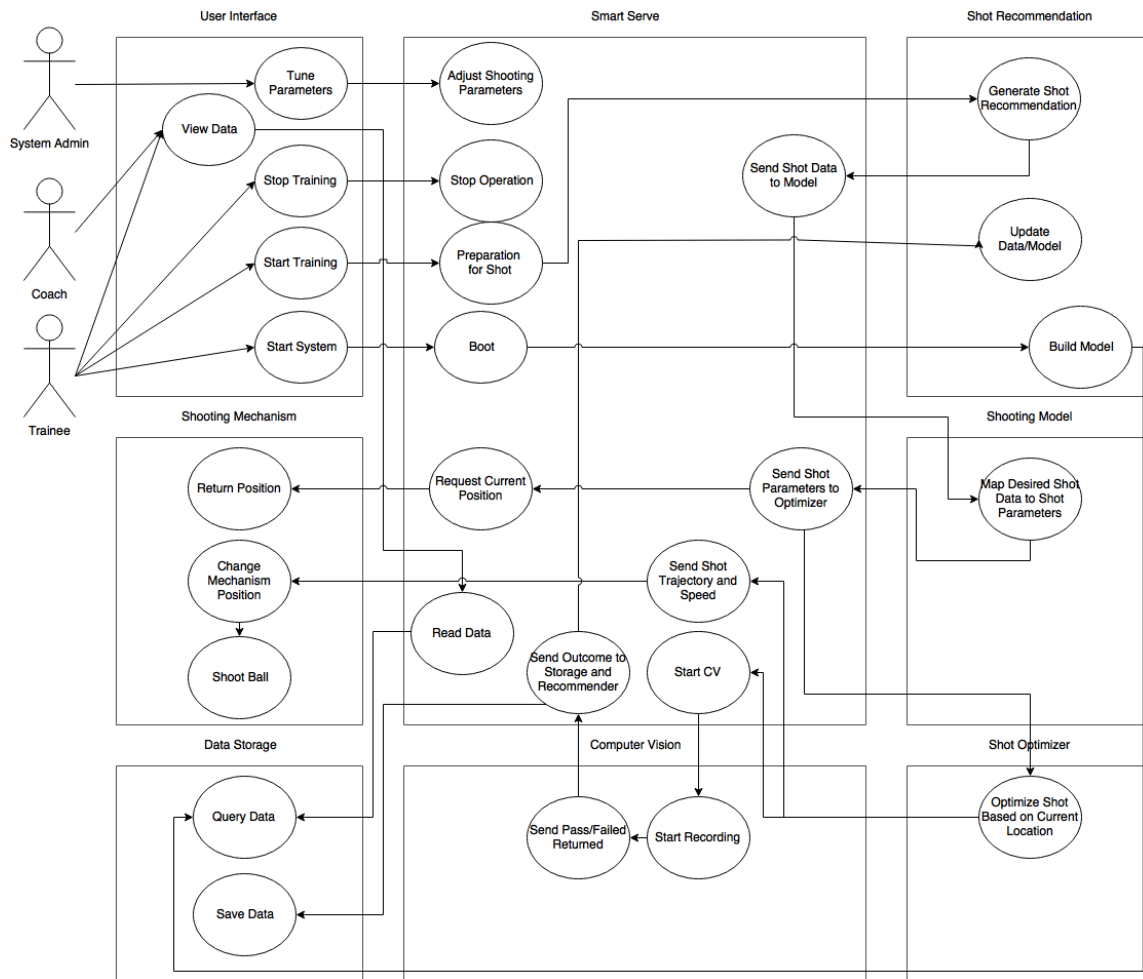 User Interface
Smart Serve
Shot Recommendation
System Admin
Coach
Trainee
Tune
Parameters
View Data
Stop Training
Start Training
Start System
Adjust Shooting
Parameters
Stop Operation
Preparation
for Shot
Boot
Send Shot Data
to Model
Generate Shot
Recommendation
Update
Data/Model
Build Model
Shooting Mechanism
Shooting Model
Return Position
Change
Mechanism
Position
Shoot Ball
Request Current
Position
Send Shot
Parameters to
Optimizer
Send Shot
Trajectory and
Speed
Read Data
Send Outcome to
Storage and
Recommender
Start CV
Map Desired Shot
Data to Shot
Parameters
Data Storage
Computer Vision
Shot Optimizer
Query Data
Save Data
Send Pass/Failed
Returned
Start Recording
Optimize Shot
Based on Current
Location